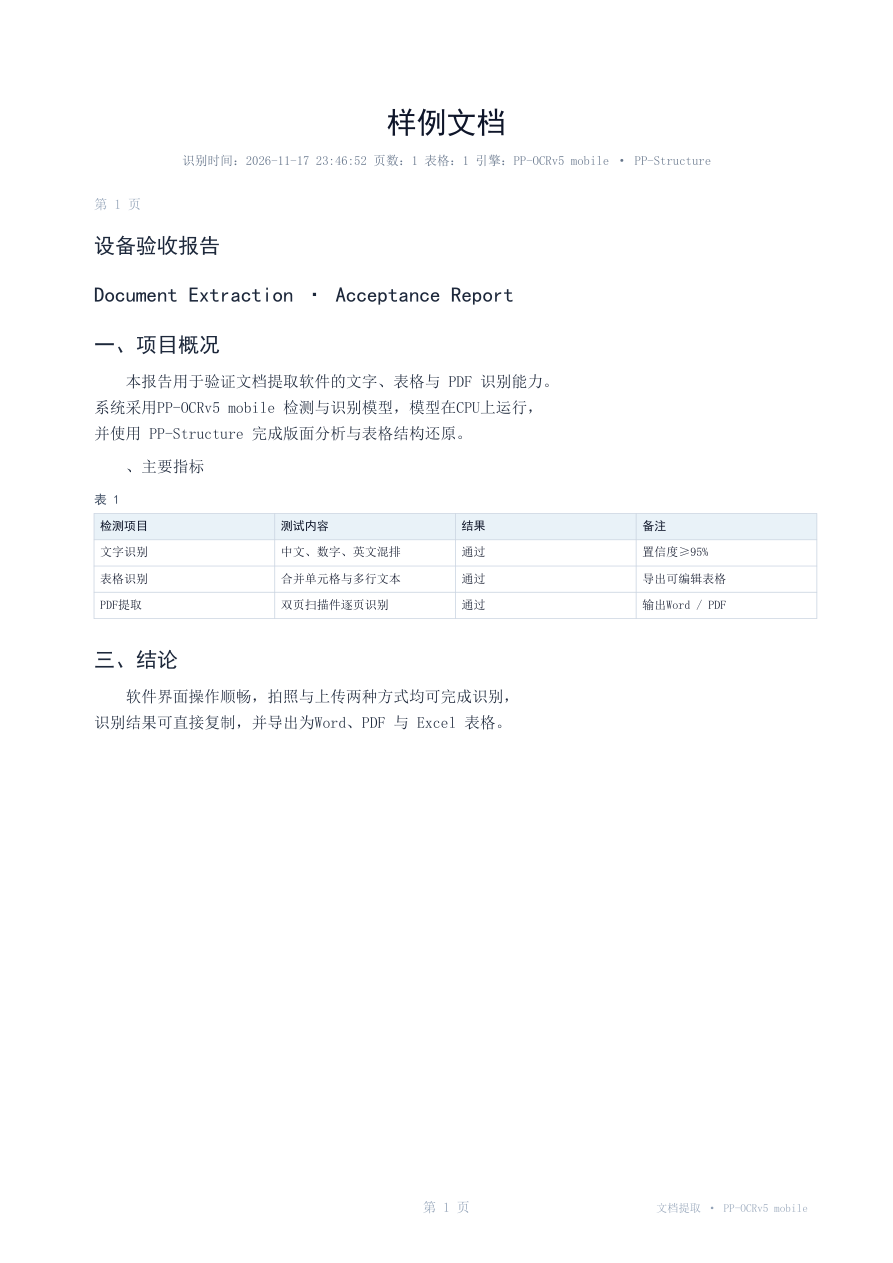 样例文档
识别时间: 2026-11-17 23:46:52 页数: 1 表格: 1 引擎: PP-OCRv5 mobile · PP-Structure
第 1 页
设备验收报告
Document Extraction · Acceptance Report
一、项目概况
本报告用于验证文档提取软件的文字、表格与 PDF 识别能力。
系统采用PP-OCRv5 mobile 检测与识别模型，模型在CPU上运行，
并使用 PP-Structure 完成版面分析与表格结构还原。
、主要指标
表 1
检测项目 测试内容 结果 备注
文字识别 中文、数字、英文混排 通过 置信度≥95%
表格识别 合并单元格与多行文本 通过 导出可编辑表格
PDF提取 双页扫描件逐页识别 通过 输出Word / PDF
三、结论
软件界面操作顺畅，拍照与上传两种方式均可完成识别，
识别结果可直接复制，并导出为Word、PDF 与 Excel 表格。
第 1 页 文档提取 · PP-OCRv5 mobile